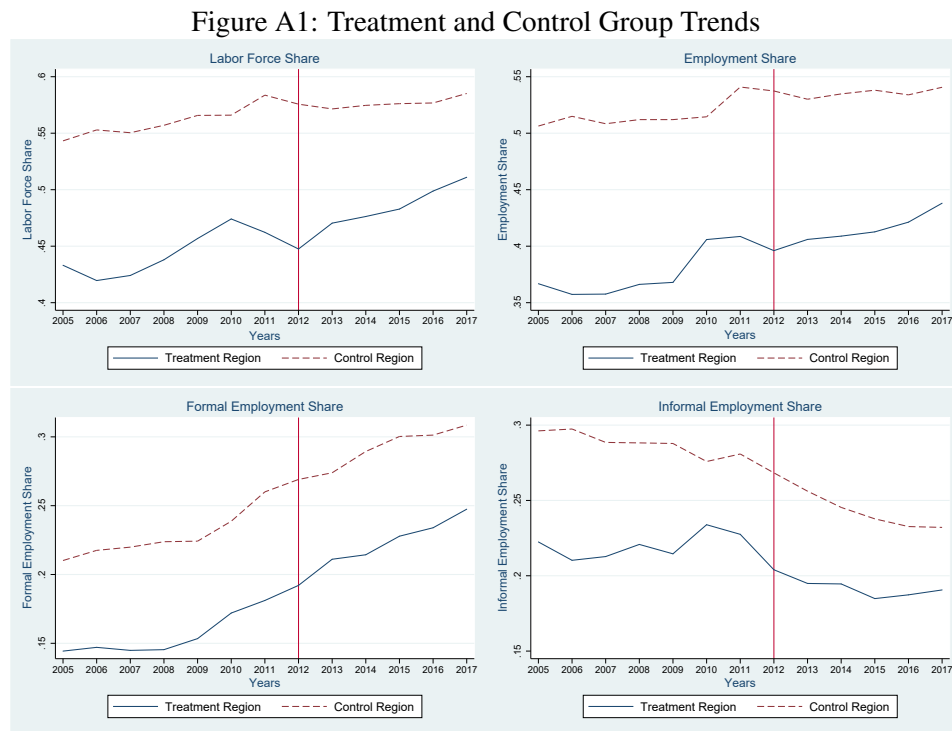 Figure A1: Treatment and Control Group Trends
Labor Force Share
Labor Force Share
.6
.55
.5
.45
.4
2005 2006 2007 2008 2009 2010 2011 2012 2013 2014 2015 2016 2017
Years
Treatment Region Control Region
Employment Share
Employment Share
.55
.5
.45
.4
.35
2005 2006 2007 2008 2009 2010 2011 2012 2013 2014 2015 2016 2017
Years
Treatment Region Control Region
Formal Employment Share
Formal Employment Share
.3
.25
.2
.15
2005 2006 2007 2008 2009 2010 2011 2012 2013 2014 2015 2016 2017
Years
Treatment Region Control Region
Informal Employment Share
Informal Employment Share
.3
.25
.2
.15
2005 2006 2007 2008 2009 2010 2011 2012 2013 2014 2015 2016 2017
Years
Treatment Region Control Region